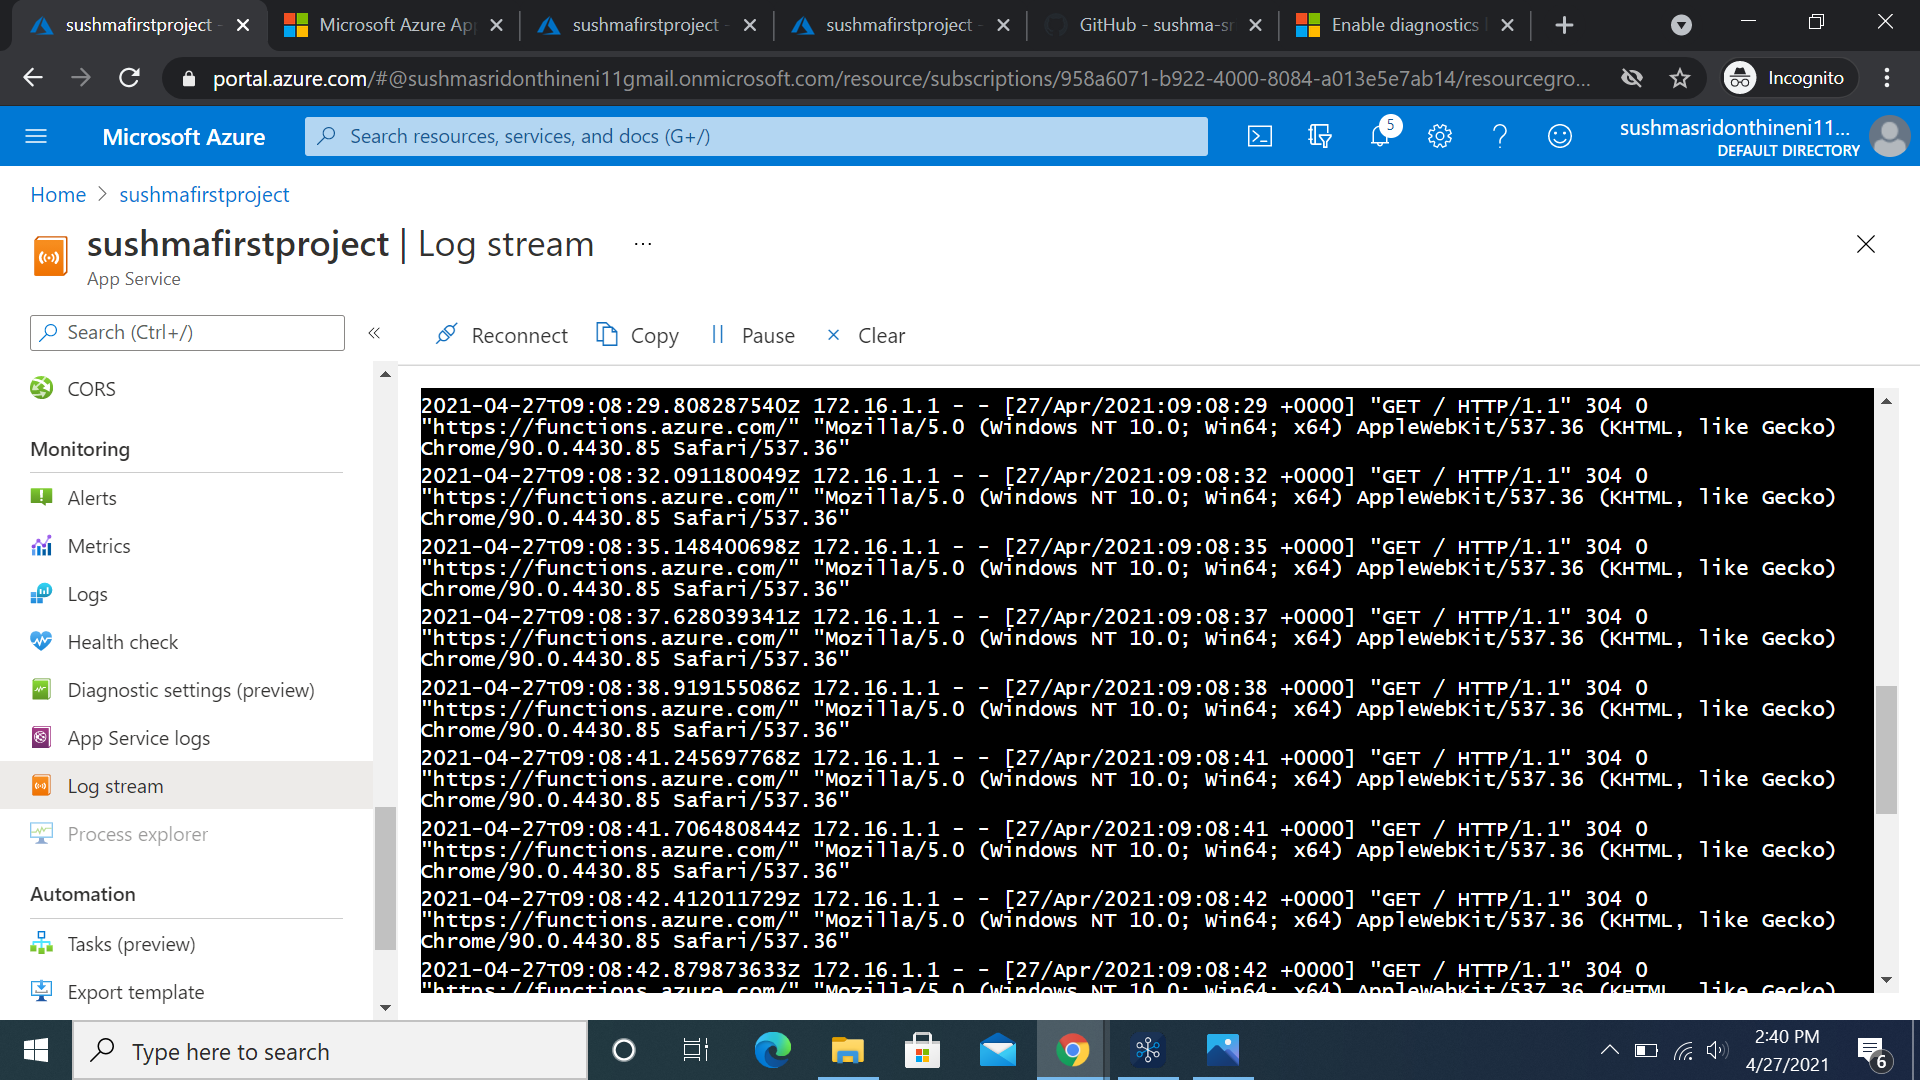 sushmafirstproject -
Microsoft Azure Ap
sushmafirstproject -
sushmafirstproject -
GitHub - sushma-sr
Enable diagnostics l
portal.azure.com/#@sushmasridonthineni11gmail.onmicrosoft.com/resource/subscriptions/958a6071-b922-4000-8084-a013e5e7ab14/resourcegro...
Incognito
Microsoft Azure
Search resources, services, and docs (G+/)
5
sushmasridonthineni11...
DEFAULT DIRECTORY
Home > sushmafirstproject
sushmafirstproject | Log stream ...
App Service
Search (Ctrl+/)
«
Reconnect
Copy
Pause
Clear
CORS
Monitoring
Alerts
Metrics
Logs
Health check
Diagnostic settings (preview)
App Service logs
Log stream
Process explorer
Automation
Tasks (preview)
Export template
2021-04-27T09:08:29.808287540Z 172.16.1.1 - - [27/Apr/2021:09:08:29 +0000] "GET / HTTP/1.1" 304 0
"https://functions.azure.com/" "Mozilla/5.0 (Windows NT 10.0; Win64; x64) AppleWebKit/537.36 (KHTML, like Gecko)
Chrome/90.0.4430.85 Safari/537.36"
2021-04-27T09:08:32.091180049Z 172.16.1.1 - - [27/Apr/2021:09:08:32 +0000] "GET / HTTP/1.1" 304 0
"https://functions.azure.com/" "Mozilla/5.0 (Windows NT 10.0; Win64; x64) AppleWebKit/537.36 (KHTML, like Gecko)
Chrome/90.0.4430.85 Safari/537.36"
2021-04-27T09:08:35.148400698Z 172.16.1.1 - - [27/Apr/2021:09:08:35 +0000] "GET / HTTP/1.1" 304 0
"https://functions.azure.com/" "Mozilla/5.0 (Windows NT 10.0; Win64; x64) AppleWebKit/537.36 (KHTML, like Gecko)
Chrome/90.0.4430.85 Safari/537.36"
2021-04-27T09:08:37.628039341Z 172.16.1.1 - - [27/Apr/2021:09:08:37 +0000] "GET / HTTP/1.1" 304 0
"https://functions.azure.com/" "Mozilla/5.0 (Windows NT 10.0; Win64; x64) AppleWebKit/537.36 (KHTML, like Gecko)
Chrome/90.0.4430.85 Safari/537.36"
2021-04-27T09:08:38.919155086Z 172.16.1.1 - - [27/Apr/2021:09:08:38 +0000] "GET / HTTP/1.1" 304 0
"https://functions.azure.com/" "Mozilla/5.0 (Windows NT 10.0; Win64; x64) AppleWebKit/537.36 (KHTML, like Gecko)
Chrome/90.0.4430.85 Safari/537.36"
2021-04-27T09:08:41.245697768Z 172.16.1.1 - - [27/Apr/2021:09:08:41 +0000] "GET / HTTP/1.1" 304 0
"https://functions.azure.com/" "Mozilla/5.0 (Windows NT 10.0; Win64; x64) AppleWebKit/537.36 (KHTML, like Gecko)
Chrome/90.0.4430.85 Safari/537.36"
2021-04-27T09:08:41.706480844Z 172.16.1.1 - - [27/Apr/2021:09:08:41 +0000] "GET / HTTP/1.1" 304 0
"https://functions.azure.com/" "Mozilla/5.0 (Windows NT 10.0; Win64; x64) AppleWebKit/537.36 (KHTML, like Gecko)
Chrome/90.0.4430.85 Safari/537.36"
2021-04-27T09:08:42.412011729Z 172.16.1.1 - - [27/Apr/2021:09:08:42 +0000] "GET / HTTP/1.1" 304 0
"https://functions.azure.com/" "Mozilla/5.0 (Windows NT 10.0; Win64; x64) AppleWebKit/537.36 (KHTML, like Gecko)
Chrome/90.0.4430.85 Safari/537.36"
2021-04-27T09:08:42.879873633Z 172.16.1.1 - - [27/Apr/2021:09:08:42 +0000] "GET / HTTP/1.1" 304 0
"https://functions.azure.com/" "Mozilla/5.0 (Windows NT 10.0; Win64; x64) AppleWebKit/537.36 (KHTML, like Gecko)
Type here to search
2:40 PM
4/27/2021
6